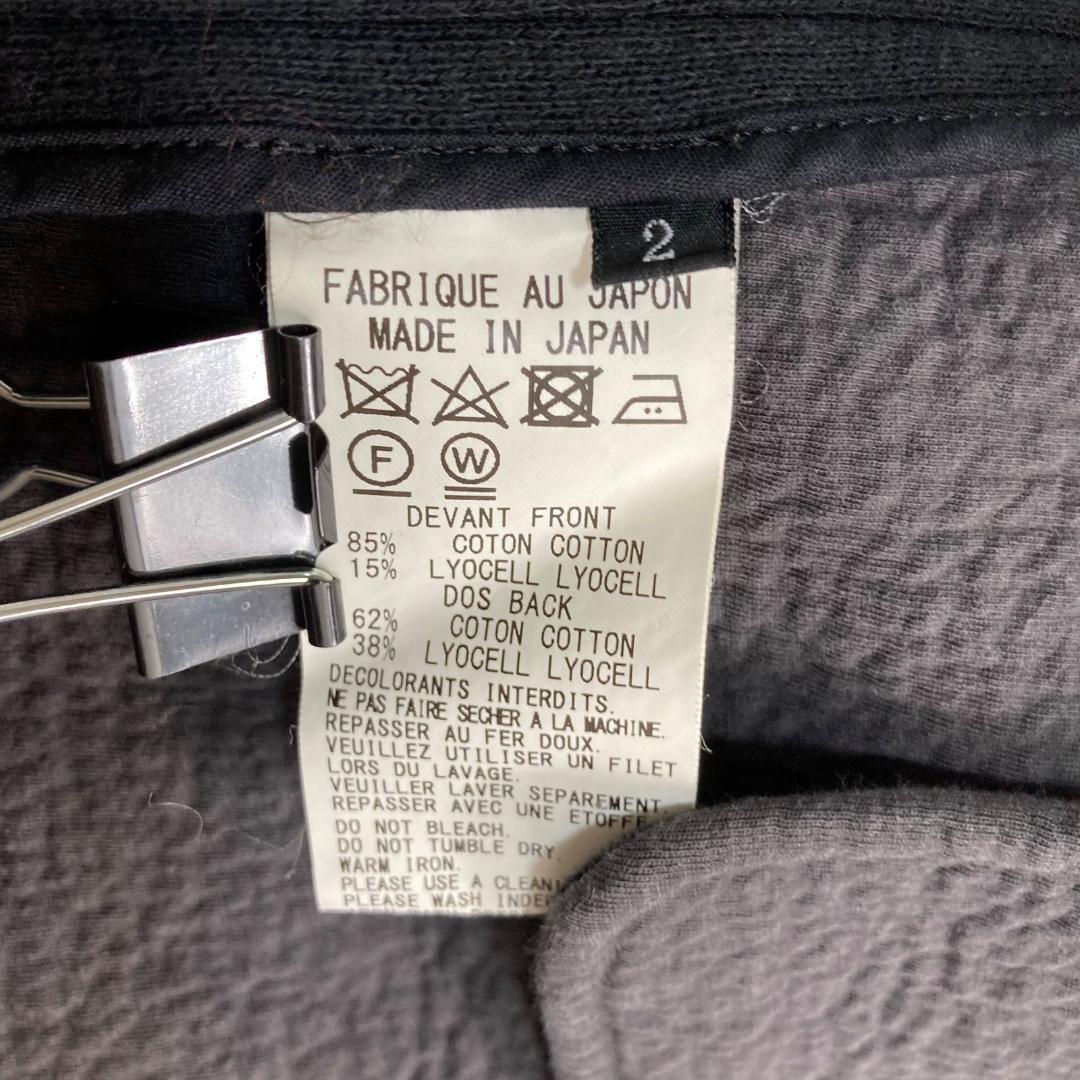 2
FABRIQUE AU JAPON
MADE IN JAPAN
F W
DEVANT FRONT
85% COTON COTTON
15% LYOCELL LYOCELL
DOS BACK
62% COTON COTTON
38% LYOCELL LYOCELL
DECOLORANTS INTERDITS.
NE PAS FAIRE SECHER A LA MACHINE.
REPASSER AU FER DOUX.
VEUILLEZ UTILISER UN FILET
LORS DU LAVAGE.
VEUILLER LAVER SEPAREMENT.
REPASSER AVEC UNE ETOFFE
DO NOT BLEACH.
DO NOT TUMBLE DRY.
WARM IRON.
PLEASE USE A
PLEASE WASH